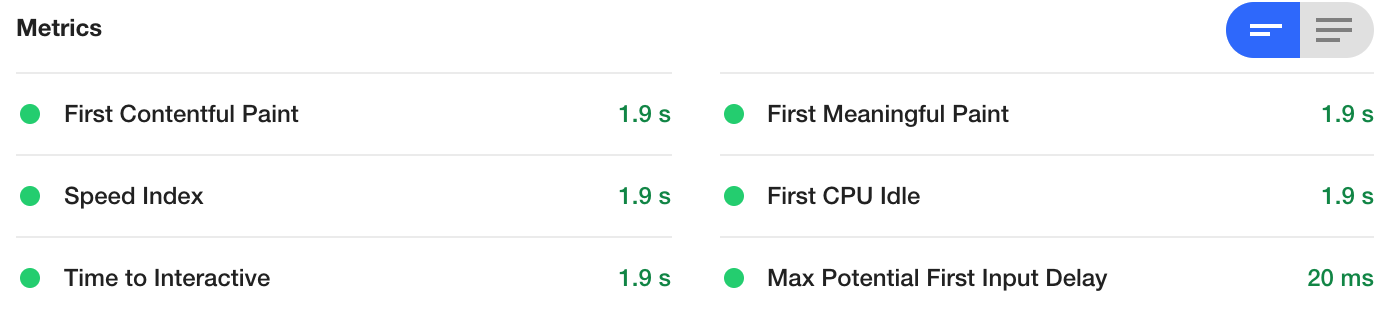 Metrics
First Contentful Paint 1.9 s
First Meaningful Paint 1.9 s
Speed Index 1.9 s
First CPU Idle 1.9 s
Time to Interactive 1.9 s
Max Potential First Input Delay 20 ms